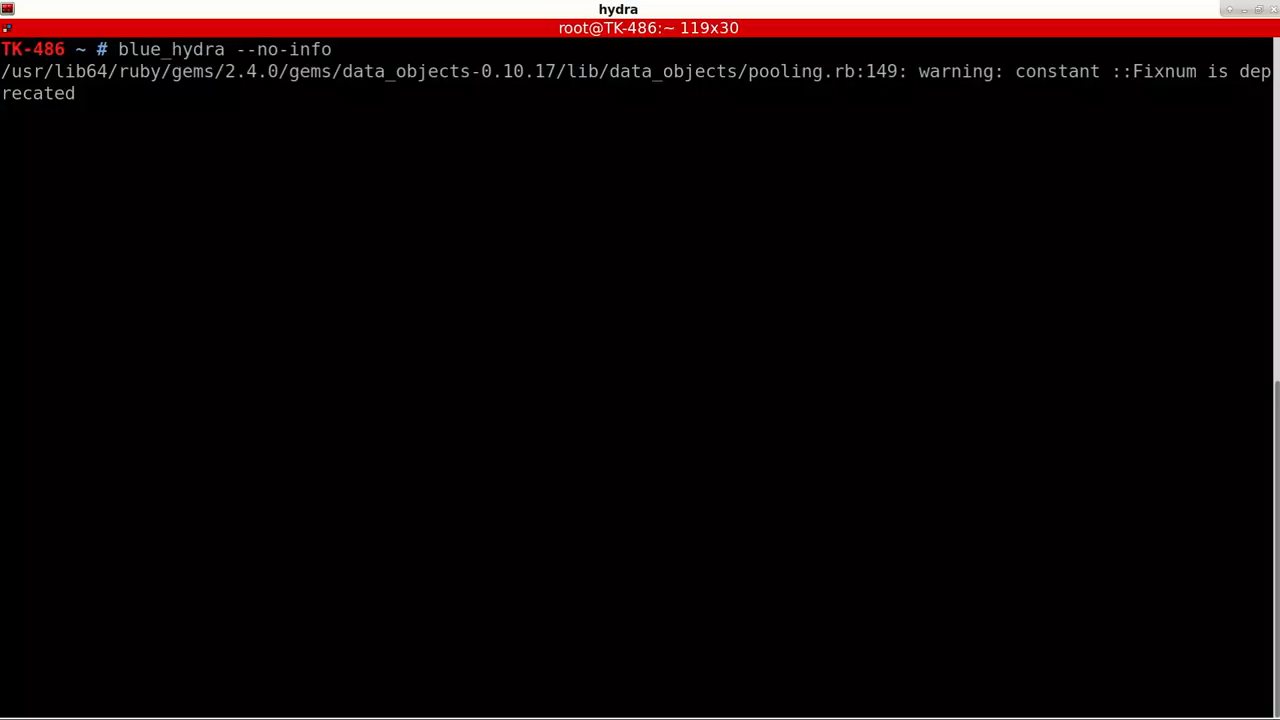 hydra
root@TK-486:~ 119x30
TK-486 ~ # blue_hydra --no-info
/usr/lib64/ruby/gems/2.4.0/gems/data_objects-0.10.17/lib/data_objects/pooling.rb:149: warning: constant ::Fixnum is dep
recated